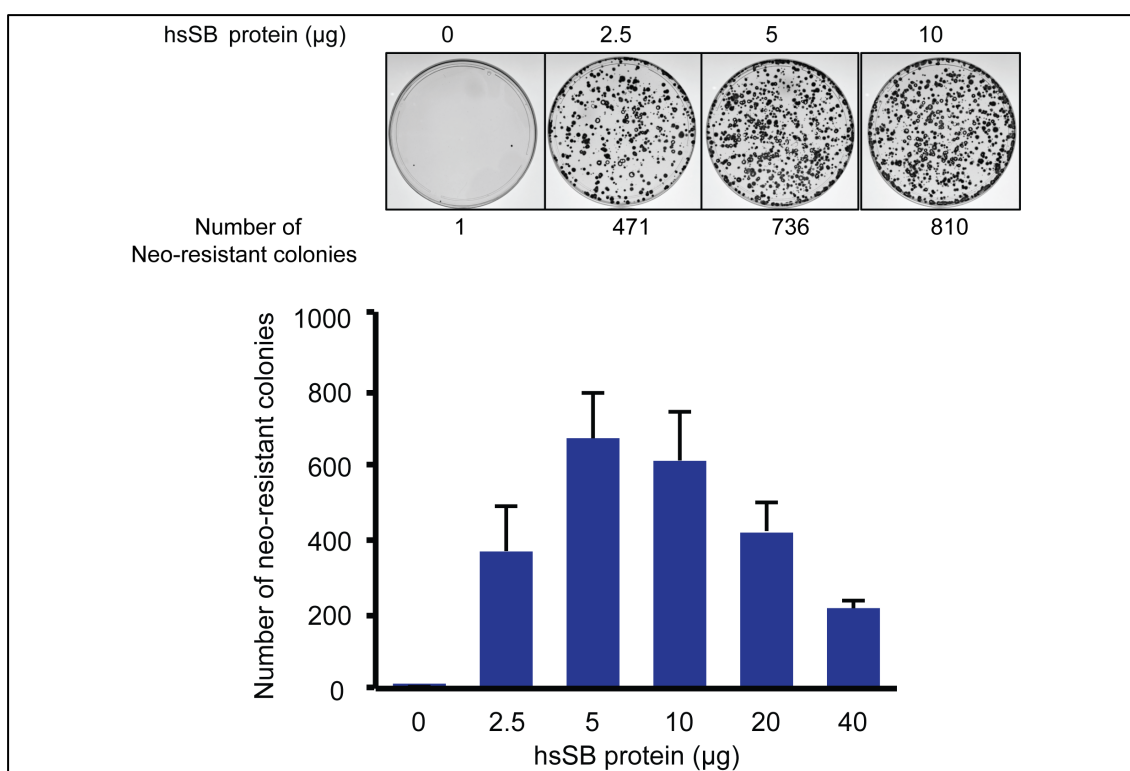 hsSB protein (µg) 0 2.5 5 10
Number of 1 471 736 810
Neo-resistant colonies
Number of neo-resistant colonies
1000
800
600
400
200
0
0 2.5 5 10 20 40
hsSB protein (µg)